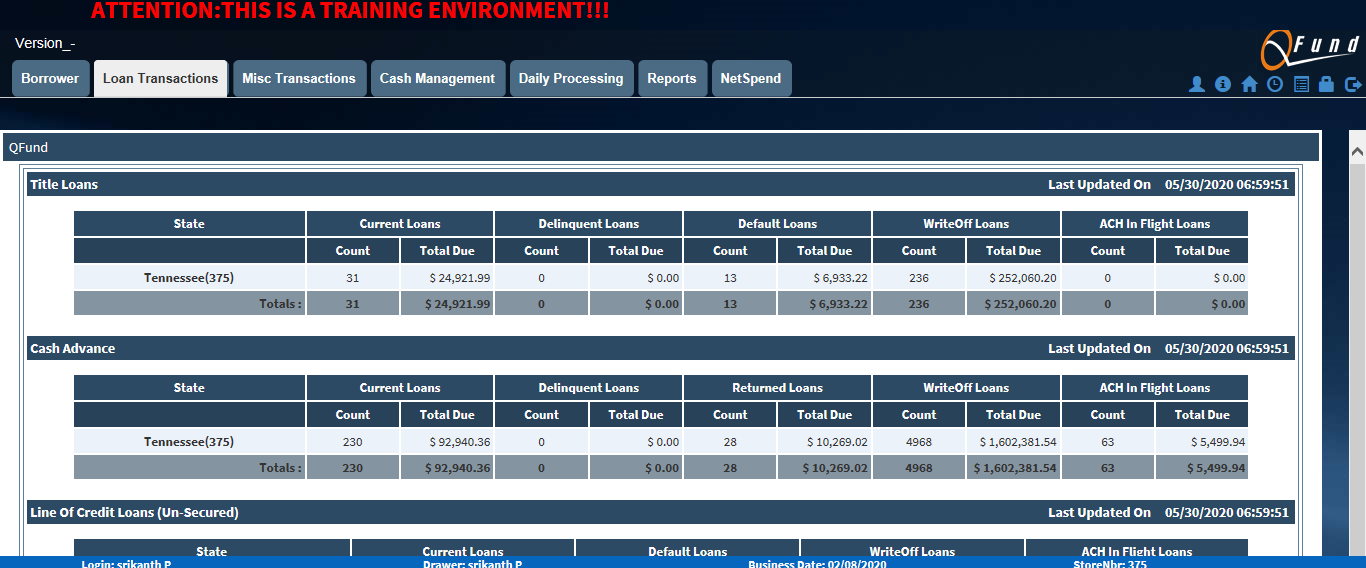 ATTENTION:THIS IS A TRAINING ENVIRONMENT!!!
Version_-
QFund
Borrower Loan Transactions Misc Transactions Cash Management Daily Processing Reports NetSpend
QFund
Title Loans Last Updated On 05/30/2020 06:59:51
State Current Loans Delinquent Loans Default Loans WriteOff Loans ACH In Flight Loans
Count Total Due Count Total Due Count Total Due Count Total Due Count Total Due
Tennessee(375) 31 $ 24,921.99 0 $ 0.00 13 $ 6,933.22 236 $ 252,060.20 0 $ 0.00
Totals : 31 $ 24,921.99 0 $ 0.00 13 $ 6,933.22 236 $ 252,060.20 0 $ 0.00
Cash Advance Last Updated On 05/30/2020 06:59:51
State Current Loans Delinquent Loans Returned Loans WriteOff Loans ACH In Flight Loans
Count Total Due Count Total Due Count Total Due Count Total Due Count Total Due
Tennessee(375) 230 $ 92,940.36 0 $ 0.00 28 $ 10,269.02 4968 $ 1,602,381.54 63 $ 5,499.94
Totals : 230 $ 92,940.36 0 $ 0.00 28 $ 10,269.02 4968 $ 1,602,381.54 63 $ 5,499.94
Line Of Credit Loans (Un-Secured) Last Updated On 05/30/2020 06:59:51
State Current Loans Default Loans WriteOff Loans ACH In Flight Loans
Login: srikanth P Drawer: srikanth P Business Date: 02/08/2020 StoreNbr: 375